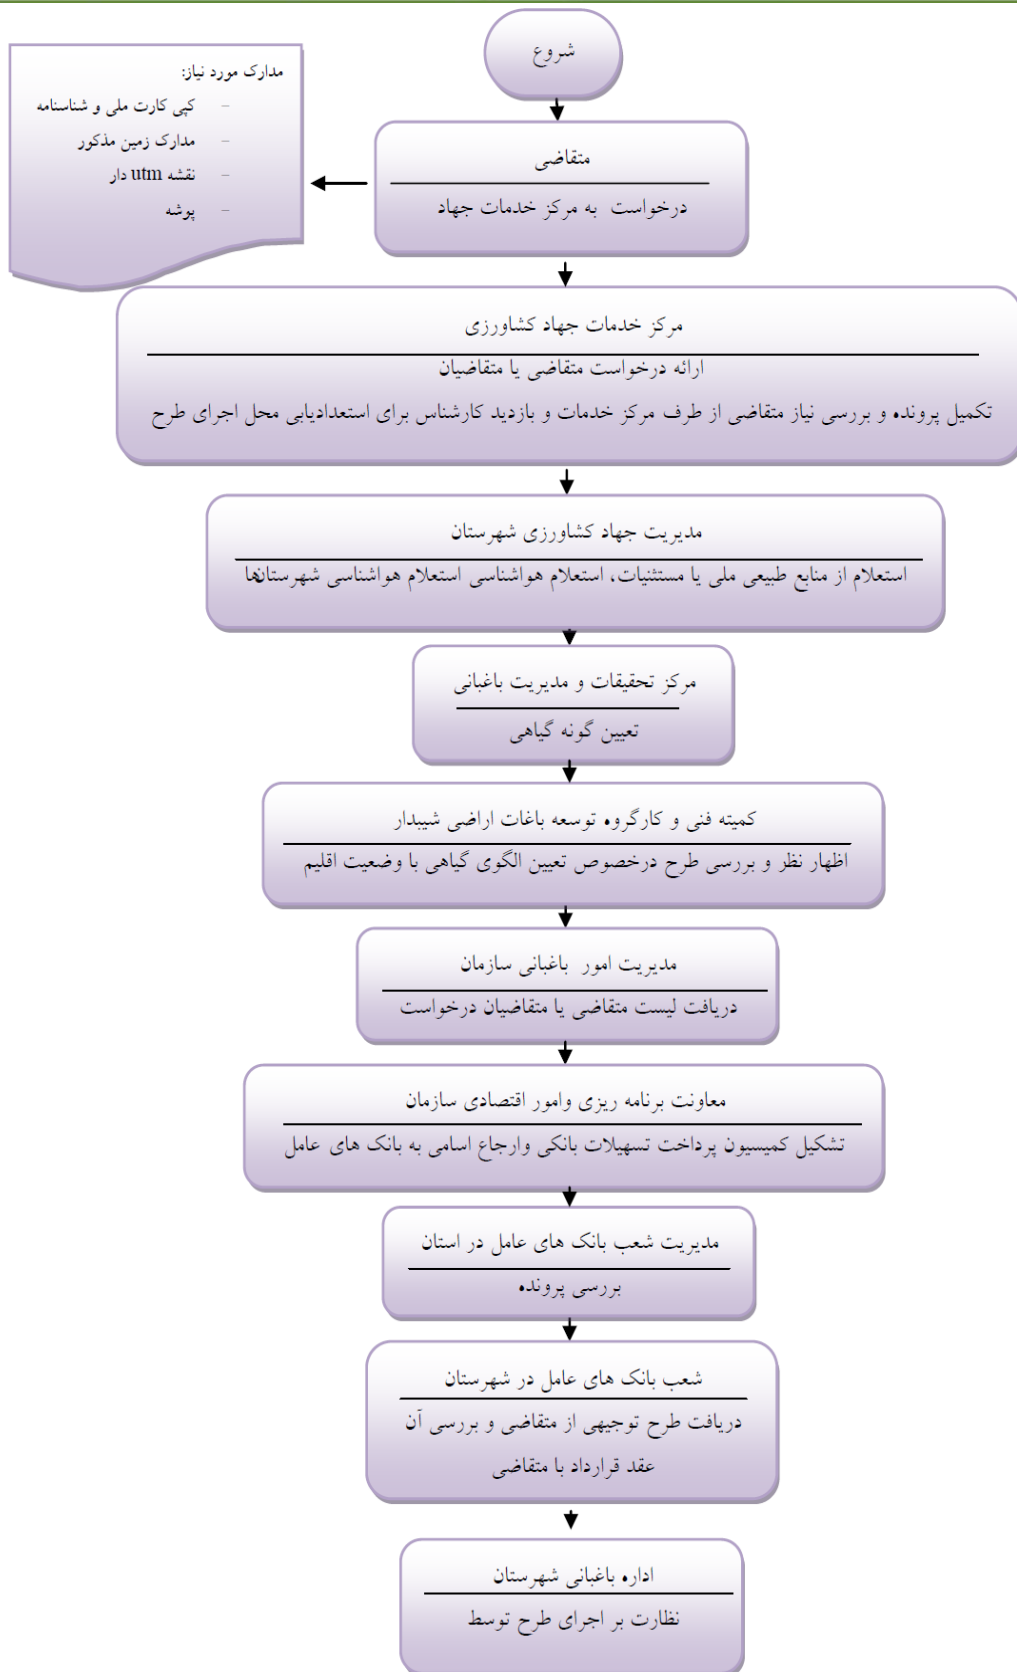 شروع
متقاضی
درخواست به مرکز خدمات جهاد
مدارک مورد نیاز:
– کپی کارت ملی و شناسنامه
– مدارک زمین مذکور
– نقشه utm دار
– پوشه
مرکز خدمات جهاد کشاورزی
ارائه درخواست متقاضی یا متقاضیان
تکمیل پرونده و بررسی نیاز متقاضی از طرف مرکز خدمات و بازدید کارشناس برای استعدادیابی محل اجرای طرح
مدیریت جهاد کشاورزی شهرستان
استعلام از منابع طبیعی ملی یا مستثنیات، استعلام هواشناسی استعلام هواشناسی شهرستان‌ها
مرکز تحقیقات و مدیریت باغبانی
تعیین گونه گیاهی
کمیته فنی و کارگروه توسعه باغات اراضی شیبدار
اظهار نظر و بررسی طرح درخصوص تعیین الگوی گیاهی با وضعیت اقلیم
مدیریت امور باغبانی سازمان
دریافت لیست متقاضی یا متقاضیان درخواست
معاونت برنامه ریزی وامور اقتصادی سازمان
تشکیل کمیسیون پرداخت تسهیلات بانکی وارجاع اسامی به بانک های عامل
مدیریت شعب بانک های عامل در استان
بررسی پرونده
شعب بانک های عامل در شهرستان
دریافت طرح توجیهی از متقاضی و بررسی آن
عقد قرارداد با متقاضی
اداره باغبانی شهرستان
نظارت بر اجرای طرح توسط